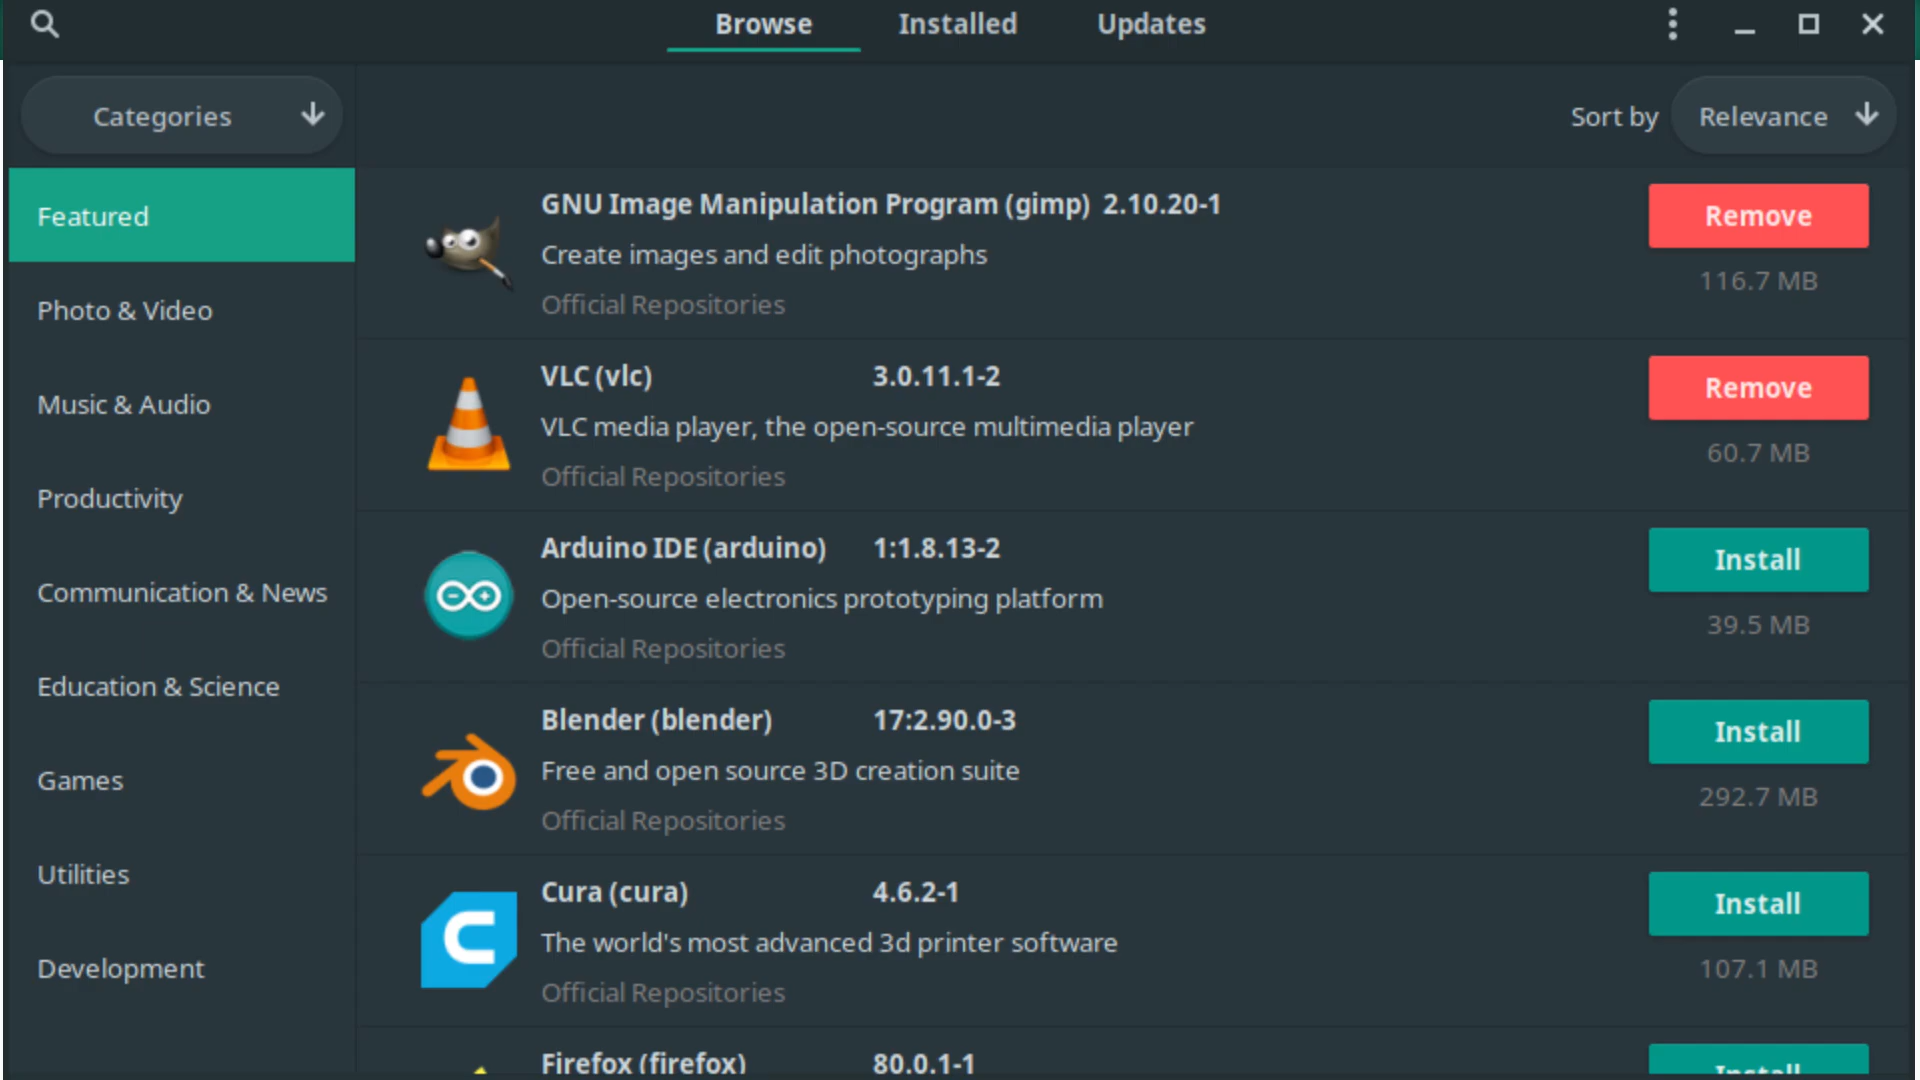 Browse
Installed
Updates
Categories
Sort by
Relevance
Featured
Photo & Video
Music & Audio
Productivity
Communication & News
Education & Science
Games
Utilities
Development
GNU Image Manipulation Program (gimp) 2.10.20-1
Create images and edit photographs
Official Repositories
Remove
116.7 MB
VLC (vlc) 3.0.11.1-2
VLC media player, the open-source multimedia player
Official Repositories
Remove
60.7 MB
Arduino IDE (arduino) 1:1.8.13-2
Open-source electronics prototyping platform
Official Repositories
Install
39.5 MB
Blender (blender) 17:2.90.0-3
Free and open source 3D creation suite
Official Repositories
Install
292.7 MB
Cura (cura) 4.6.2-1
The world's most advanced 3d printer software
Official Repositories
Install
107.1 MB
Firefox (firefox) 80.0.1-1
Install